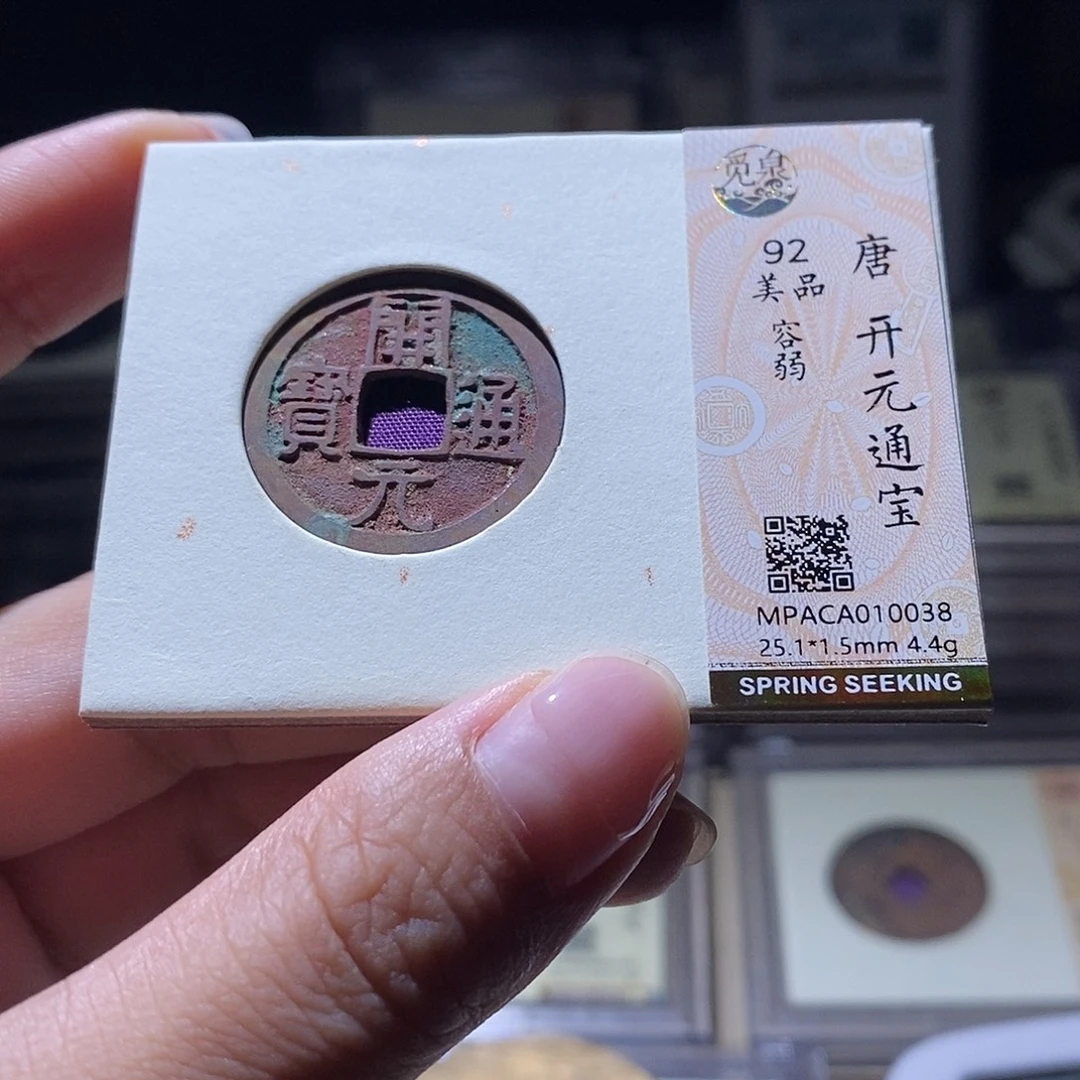 開
通
元
寶
觅泉
唐 开元通宝
92
美品
容弱
MPACA010038
25.1*1.5mm 4.4g
SPRING SEEKING